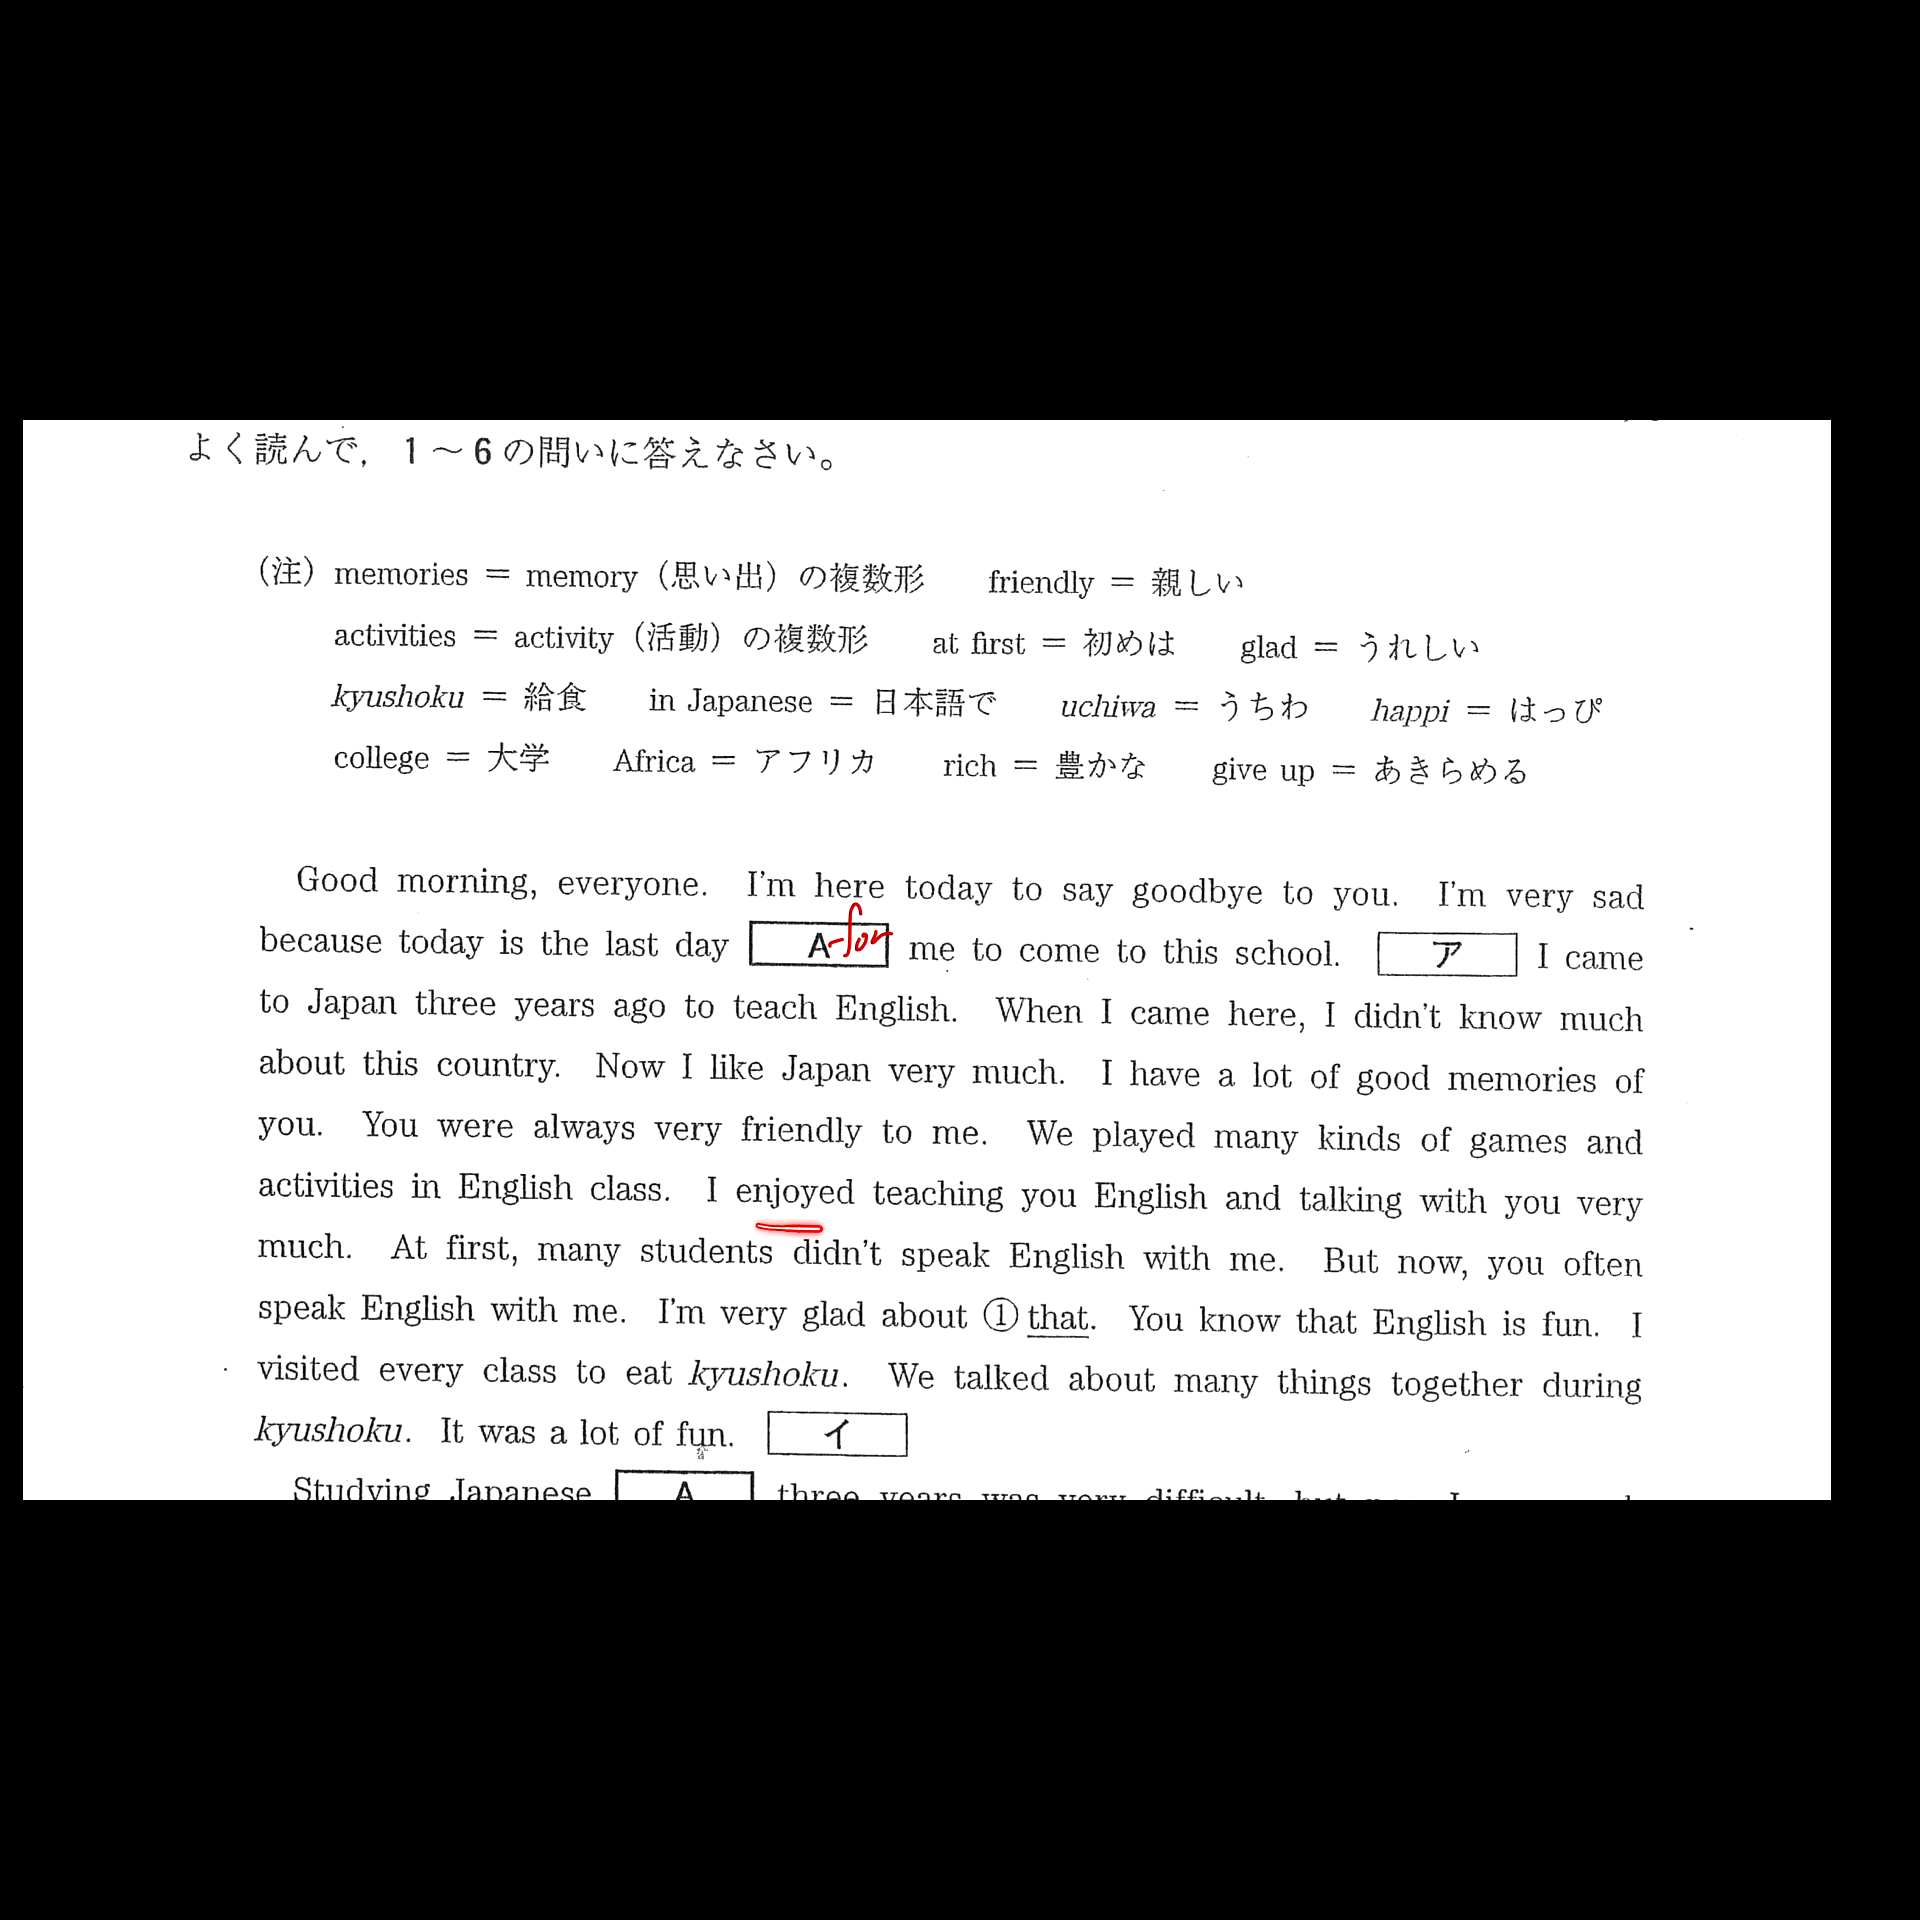 よく読んで，1～6の問いに答えなさい。
（注）memories = memory（思い出）の複数形　friendly = 親しい
activities = activity（活動）の複数形　at first = 初めは　glad = うれしい
kyushoku = 給食　in Japanese = 日本語で　uchiwa = うちわ　happi = はっぴ
college = 大学　Africa = アフリカ　rich = 豊かな　give up = あきらめる
Good morning, everyone. I'm here today to say goodbye to you. I'm very sad
because today is the last day A for me to come to this school. ア I came
to Japan three years ago to teach English. When I came here, I didn't know much
about this country. Now I like Japan very much. I have a lot of good memories of
you. You were always very friendly to me. We played many kinds of games and
activities in English class. I enjoyed teaching you English and talking with you very
much. At first, many students didn't speak English with me. But now, you often
speak English with me. I'm very glad about ①that. You know that English is fun. I
visited every class to eat kyushoku. We talked about many things together during
kyushoku. It was a lot of fun. イ
Studying Japanese A three years was very difficult, but